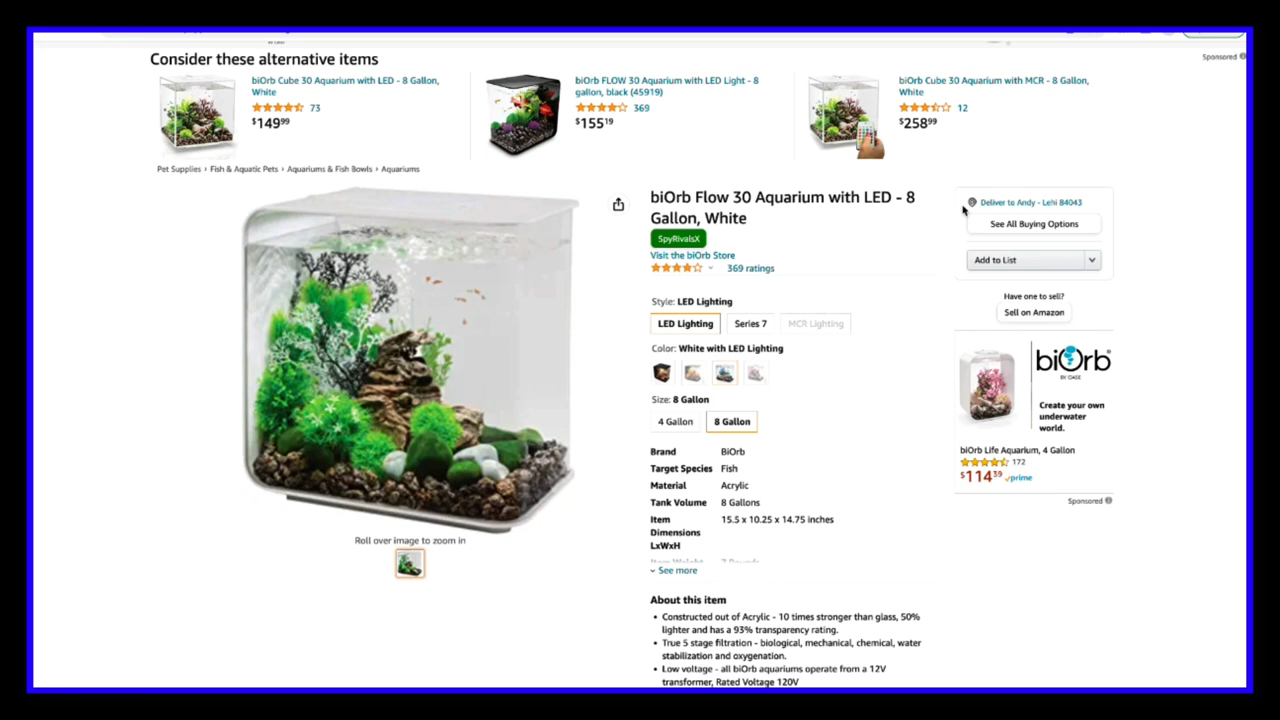 Consider these alternative items
Sponsored
biOrb Cube 30 Aquarium with LED - 8 Gallon,
White
73
$149.99
biOrb FLOW 30 Aquarium with LED Light - 8
gallon, black (45919)
369
$155.19
biOrb Cube 30 Aquarium with MCR - 8 Gallon,
White
12
$258.99
Pet Supplies › Fish & Aquatic Pets › Aquariums & Fish Bowls › Aquariums
biOrb Flow 30 Aquarium with LED - 8
Gallon, White
SpyRivalsX
Visit the biOrb Store
369 ratings
Style: LED Lighting
LED Lighting
Series 7
MCR Lighting
Color: White with LED Lighting
Size: 8 Gallon
4 Gallon
8 Gallon
Brand BiOrb
Target Species Fish
Material Acrylic
Tank Volume 8 Gallons
Item 15.5 x 10.25 x 14.75 inches
Dimensions
LxWxH
Item Weight 7 Pounds
See more
About this item
• Constructed out of Acrylic - 10 times stronger than glass, 50%
lighter and has a 93% transparency rating.
• True 5 stage filtration - biological, mechanical, chemical, water
stabilization and oxygenation.
• Low voltage - all biOrb aquariums operate from a 12V
transformer, Rated Voltage 120V
Roll over image to zoom in
Deliver to Andy - Lehi 84043
See All Buying Options
Add to List
Have one to sell?
Sell on Amazon
biOrb®
BY OASE
Create your own
underwater
world.
biOrb Life Aquarium, 4 Gallon
172
$114.39 prime
Sponsored